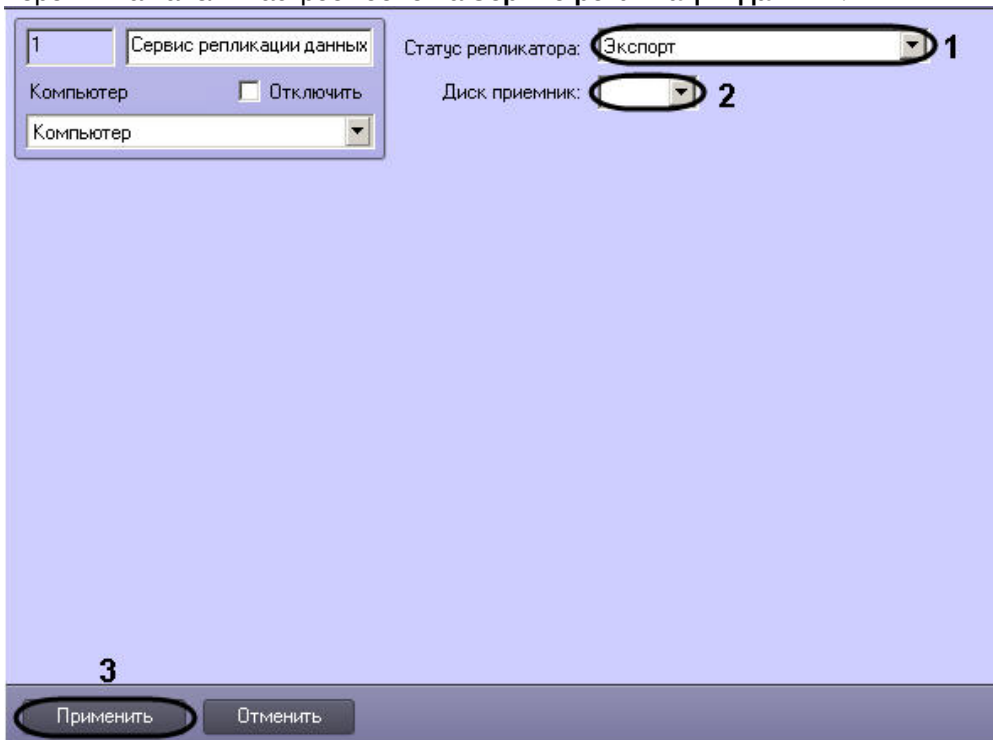 1 Сервис репликации данных
Статус репликатора: Экспорт 1
Компьютер Отключить
Диск приемник: 2
Компьютер
3
Применить Отменить